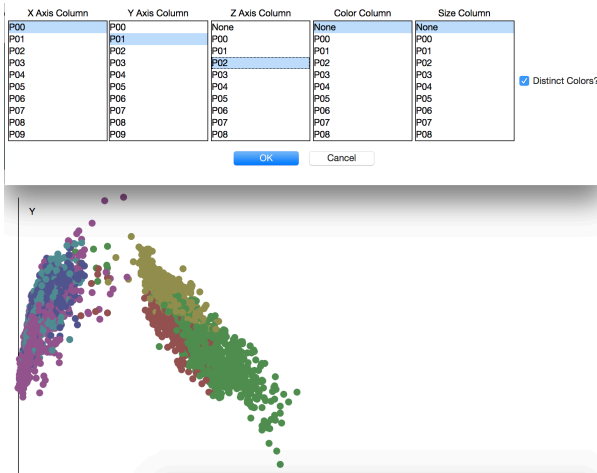 X Axis Column Y Axis Column Z Axis Column Color Column Size Column
P00 P00 None None None
P01 P01 P00 P00 P00
P02 P02 P01 P01 P01
P03 P03 P02 P02 P02
P04 P04 P03 P03 P03
P05 P05 P04 P04 P04
P06 P06 P05 P05 P05
P07 P07 P06 P06 P06
P08 P08 P07 P07 P07
P09 P09 P08 P08 P08
Distinct Colors?
OK Cancel
Y